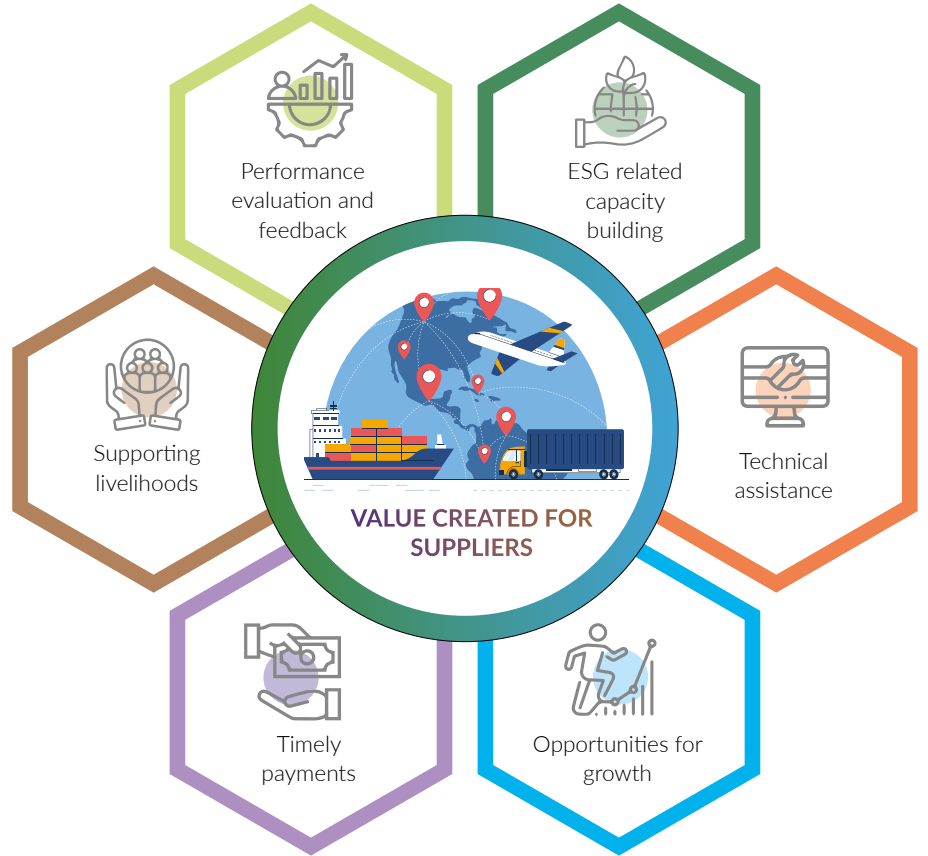 Performance
evaluation and
feedback
ESG related
capacity
building
Supporting
livelihoods
Technical
assistance
VALUE CREATED FOR
SUPPLIERS
Timely
payments
Opportunities for
growth